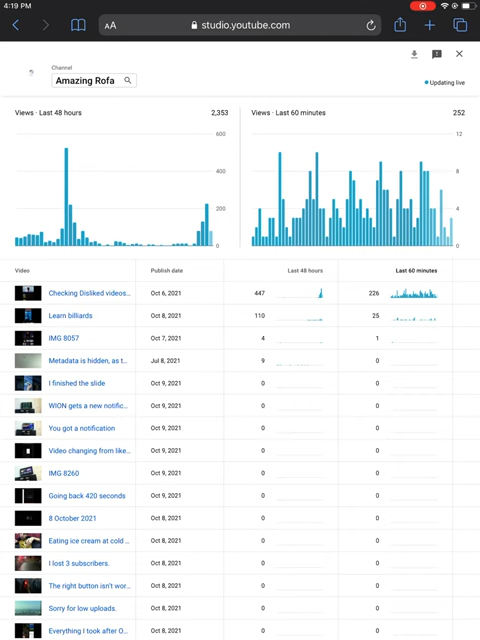 4:19 PM
AA studio.youtube.com
Channel
Amazing Rofa
Updating live
Views · Last 48 hours 2,353
Views · Last 60 minutes 252
600
400
200
0
12
8
4
0
Video Publish date Last 48 hours Last 60 minutes
Checking Disliked videos... Oct 6, 2021 447 226
Learn billiards Oct 8, 2021 110 25
IMG 8057 Oct 7, 2021 4 1
Metadata is hidden, as t... Jul 8, 2021 9 0
I finished the slide Oct 9, 2021 0 0
WION gets a new notific... Oct 9, 2021 0 0
You got a notification Oct 9, 2021 0 0
Video changing from like... Oct 9, 2021 0 0
IMG 8260 Oct 9, 2021 0 0
Going back 420 seconds Oct 9, 2021 0 0
8 October 2021 Oct 8, 2021 0 0
Eating ice cream at cold ... Oct 8, 2021 0 0
I lost 3 subscribers. Oct 8, 2021 0 0
The right button isn't wor... Oct 8, 2021 0 0
Sorry for low uploads. Oct 8, 2021 0 0
Everything I took after O... Oct 8, 2021 0 0